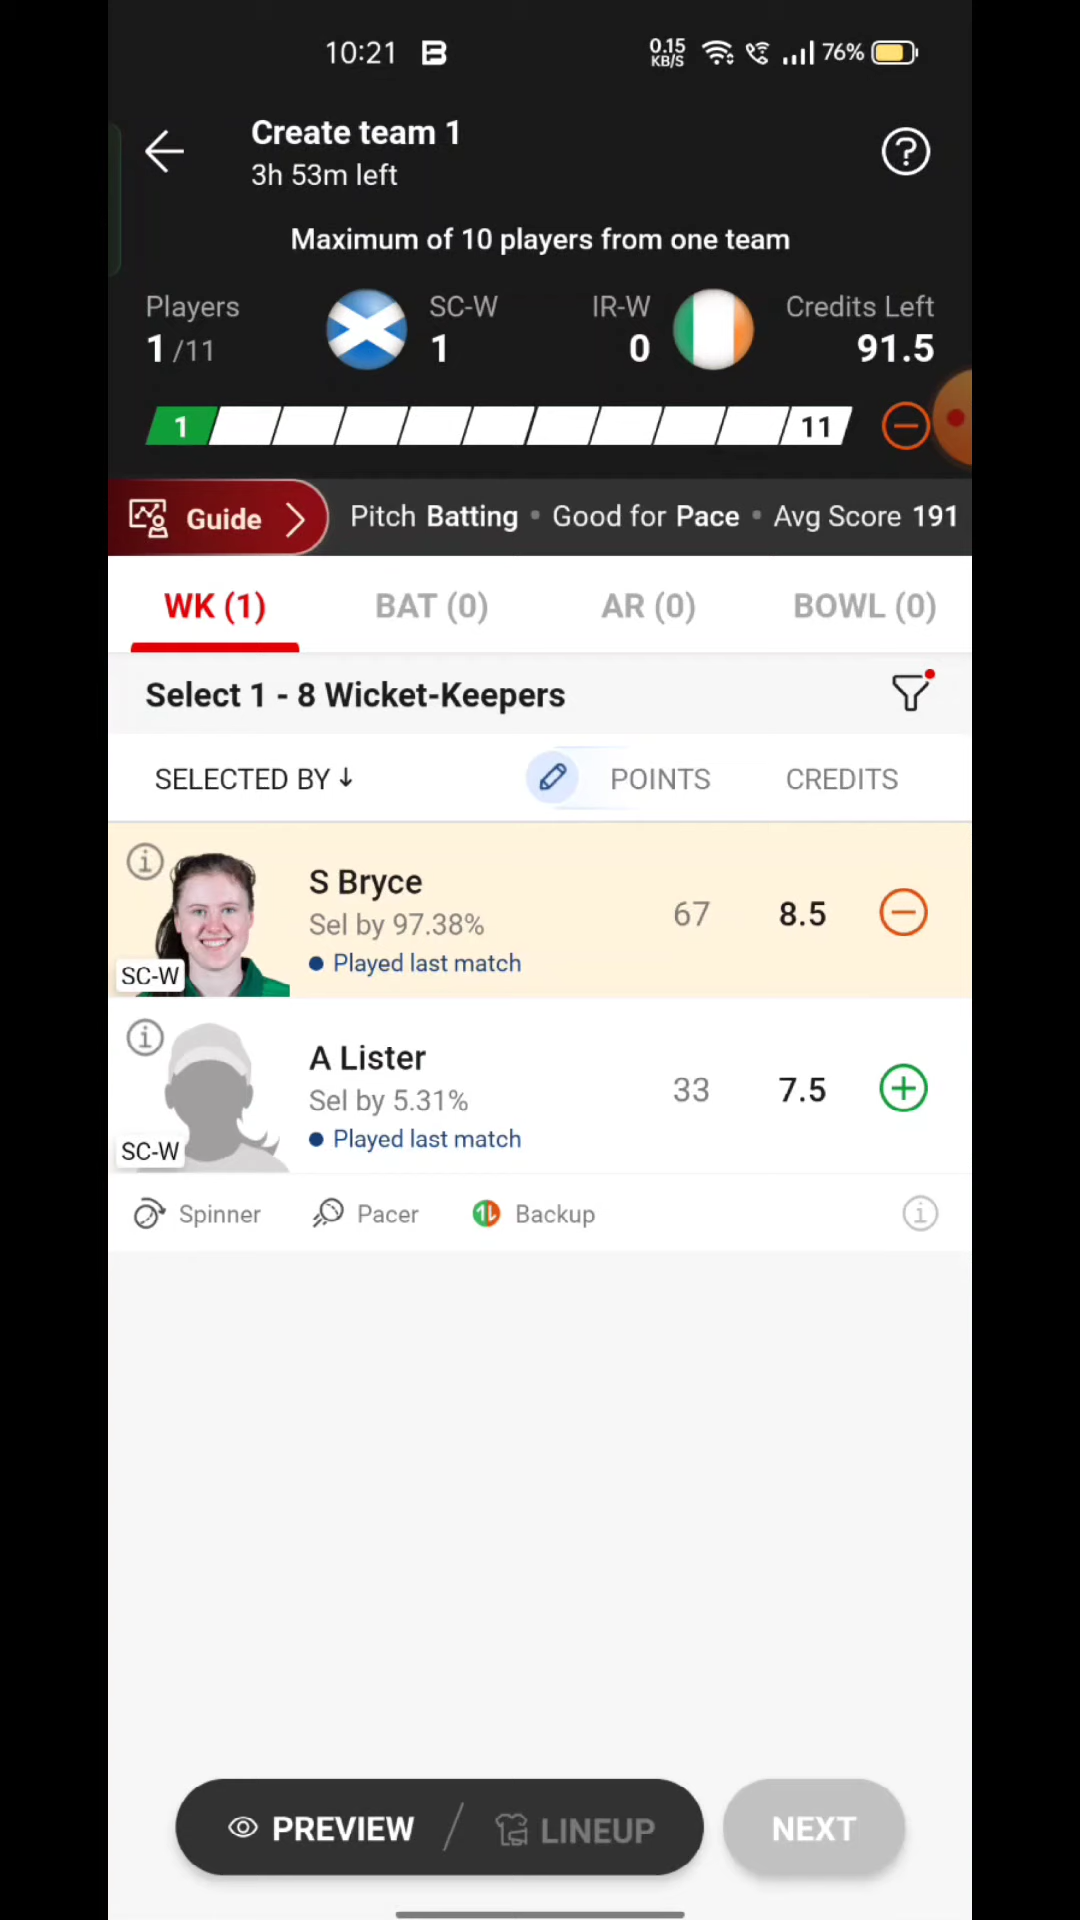 10:21
0.15 KB/S
76%
Create team 1
3h 53m left
Maximum of 10 players from one team
Players
1/11
SC-W
1
IR-W
0
Credits Left
91.5
1
11
Guide
Pitch Batting • Good for Pace • Avg Score 191
WK (1)
BAT (0)
AR (0)
BOWL (0)
Select 1 - 8 Wicket-Keepers
SELECTED BY ↓
POINTS
CREDITS
S Bryce
Sel by 97.38%
Played last match
67
8.5
SC-W
A Lister
Sel by 5.31%
Played last match
33
7.5
SC-W
Spinner
Pacer
Backup
PREVIEW / LINEUP
NEXT